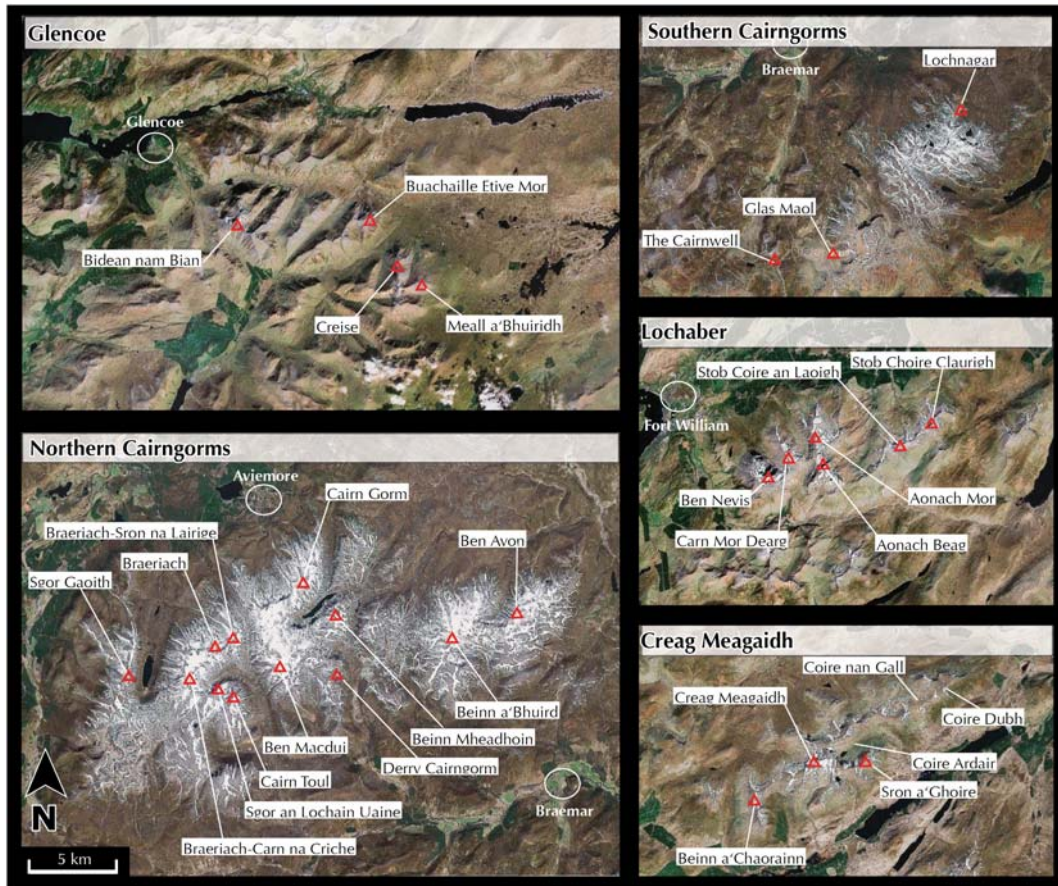 Glencoe
Glencoe
Buachaille Etive Mor
Bidean nam Bian
Creise
Meall a'Bhuiridh
Southern Cairngorms
Braemar
Lochnagar
Glas Maol
The Cairnwell
Lochaber
Stob Choire Claurigh
Stob Coire an Laoigh
Fort William
Ben Nevis
Aonach Mor
Carn Mor Dearg
Aonach Beag
Northern Cairngorms
Aviemore
Cairn Gorm
Braeriach-Sron na Lairige
Ben Avon
Braeriach
Sgor Gaoith
Beinn a'Bhuird
Ben Macdui
Beinn Mheadhoin
Cairn Toul
Derry Cairngorm
Sgor an Lochain Uaine
Braemar
Braeriach-Carn na Criche
N
5 km
Creag Meagaidh
Coire nan Gall
Creag Meagaidh
Coire Dubh
Coire Ardair
Sron a'Ghoire
Beinn a'Chaorainn